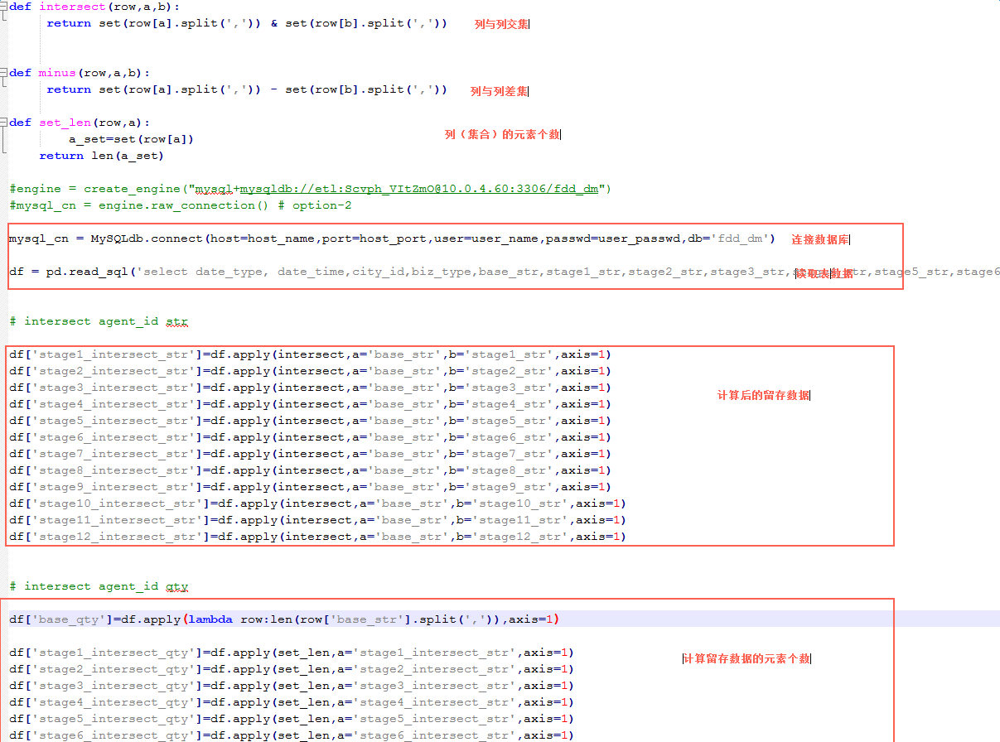 def intersect(row,a,b):
return set(row[a].split(',')) & set(row[b].split(',')) 列与列交集
def minus(row,a,b):
return set(row[a].split(',')) - set(row[b].split(',')) 列与列差集
def set_len(row,a):
列（集合）的元素个数
a_set=set(row[a])
return len(a_set)
#engine = create_engine("mysql+mysqldb://etl:Scvph_VItZmO@10.0.4.60:3306/fdd_dm")
#mysql_cn = engine.raw_connection() # option-2
mysql_cn = MySQLdb.connect(host=host_name,port=host_port,user=user_name,passwd=user_passwd,db='fdd_dm') 连接数据库
df = pd.read_sql('select date_type, date_time,city_id,biz_type,base_str,stage1_str,stage2_str,stage3_str,stage4_str,stage5_str,stage6
读取表数据
# intersect agent_id str
df['stage1_intersect_str']=df.apply(intersect,a='base_str',b='stage1_str',axis=1)
df['stage2_intersect_str']=df.apply(intersect,a='base_str',b='stage2_str',axis=1)
df['stage3_intersect_str']=df.apply(intersect,a='base_str',b='stage3_str',axis=1)
计算后的留存数据
df['stage4_intersect_str']=df.apply(intersect,a='base_str',b='stage4_str',axis=1)
df['stage5_intersect_str']=df.apply(intersect,a='base_str',b='stage5_str',axis=1)
df['stage6_intersect_str']=df.apply(intersect,a='base_str',b='stage6_str',axis=1)
df['stage7_intersect_str']=df.apply(intersect,a='base_str',b='stage7_str',axis=1)
df['stage8_intersect_str']=df.apply(intersect,a='base_str',b='stage8_str',axis=1)
df['stage9_intersect_str']=df.apply(intersect,a='base_str',b='stage9_str',axis=1)
df['stage10_intersect_str']=df.apply(intersect,a='base_str',b='stage10_str',axis=1)
df['stage11_intersect_str']=df.apply(intersect,a='base_str',b='stage11_str',axis=1)
df['stage12_intersect_str']=df.apply(intersect,a='base_str',b='stage12_str',axis=1)
# intersect agent_id qty
df['base_qty']=df.apply(lambda row:len(row['base_str'].split(',')),axis=1)
df['stage1_intersect_qty']=df.apply(set_len,a='stage1_intersect_str',axis=1)
计算留存数据的元素个数
df['stage2_intersect_qty']=df.apply(set_len,a='stage2_intersect_str',axis=1)
df['stage3_intersect_qty']=df.apply(set_len,a='stage3_intersect_str',axis=1)
df['stage4_intersect_qty']=df.apply(set_len,a='stage4_intersect_str',axis=1)
df['stage5_intersect_qty']=df.apply(set_len,a='stage5_intersect_str',axis=1)
df['stage6_intersect_qty']=df.apply(set_len,a='stage6_intersect_str',axis=1)